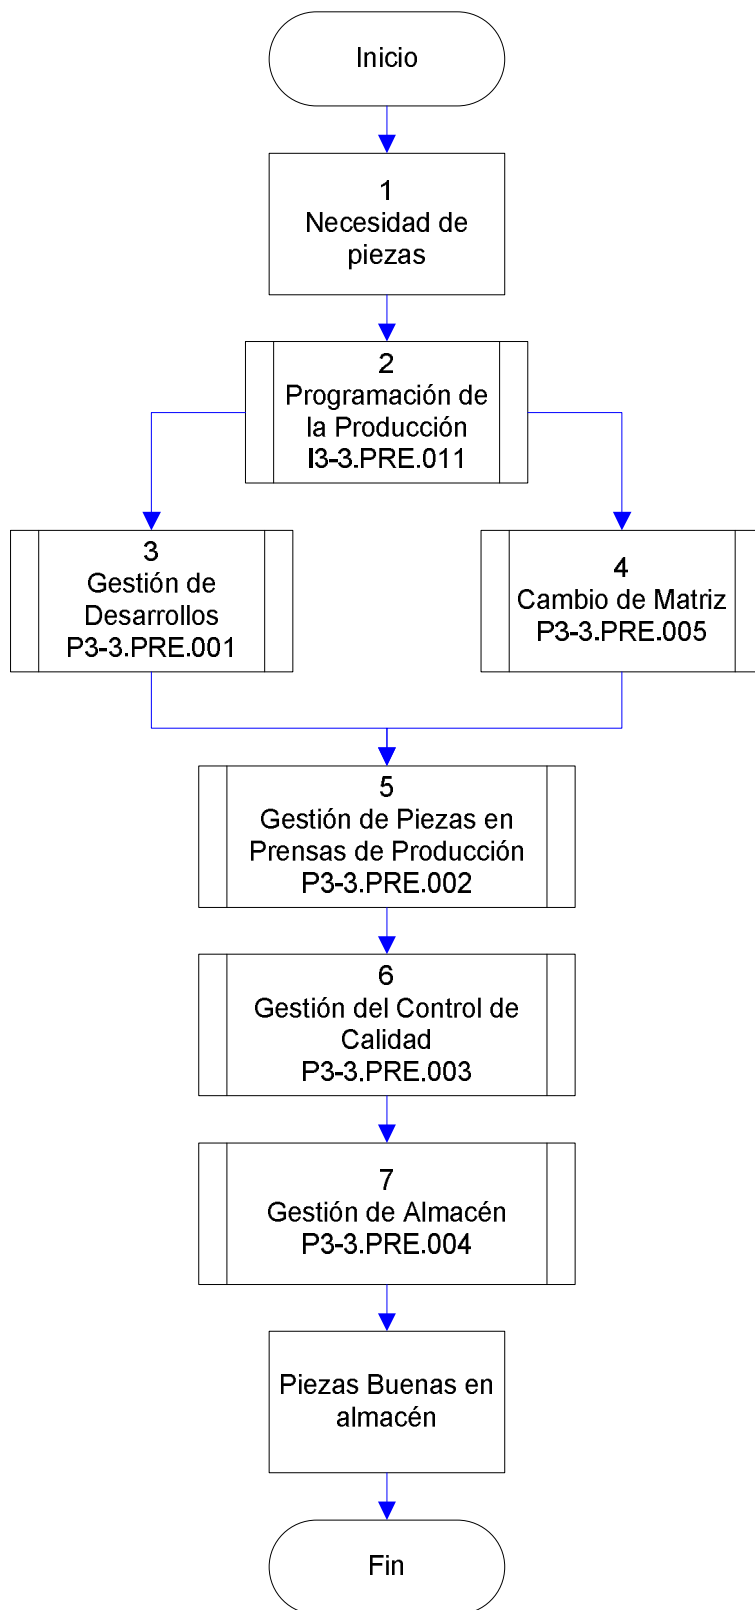 Inicio
1
Necesidad de
piezas
2
Programación de
la Producción
I3-3.PRE.011
3
Gestión de
Desarrollos
P3-3.PRE.001
4
Cambio de Matriz
P3-3.PRE.005
5
Gestión de Piezas en
Prensas de Producción
P3-3.PRE.002
6
Gestión del Control de
Calidad
P3-3.PRE.003
7
Gestión de Almacén
P3-3.PRE.004
Piezas Buenas en
almacén
Fin